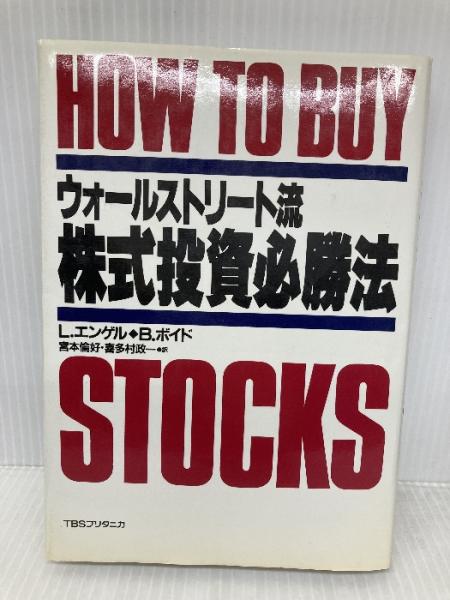 HOW TO BUY
ウォールストリート流
株式投資必勝法
L.エンゲル◆B.ボイド
宮本倫好・喜多村政一●訳
STOCKS
TBSブリタニカ